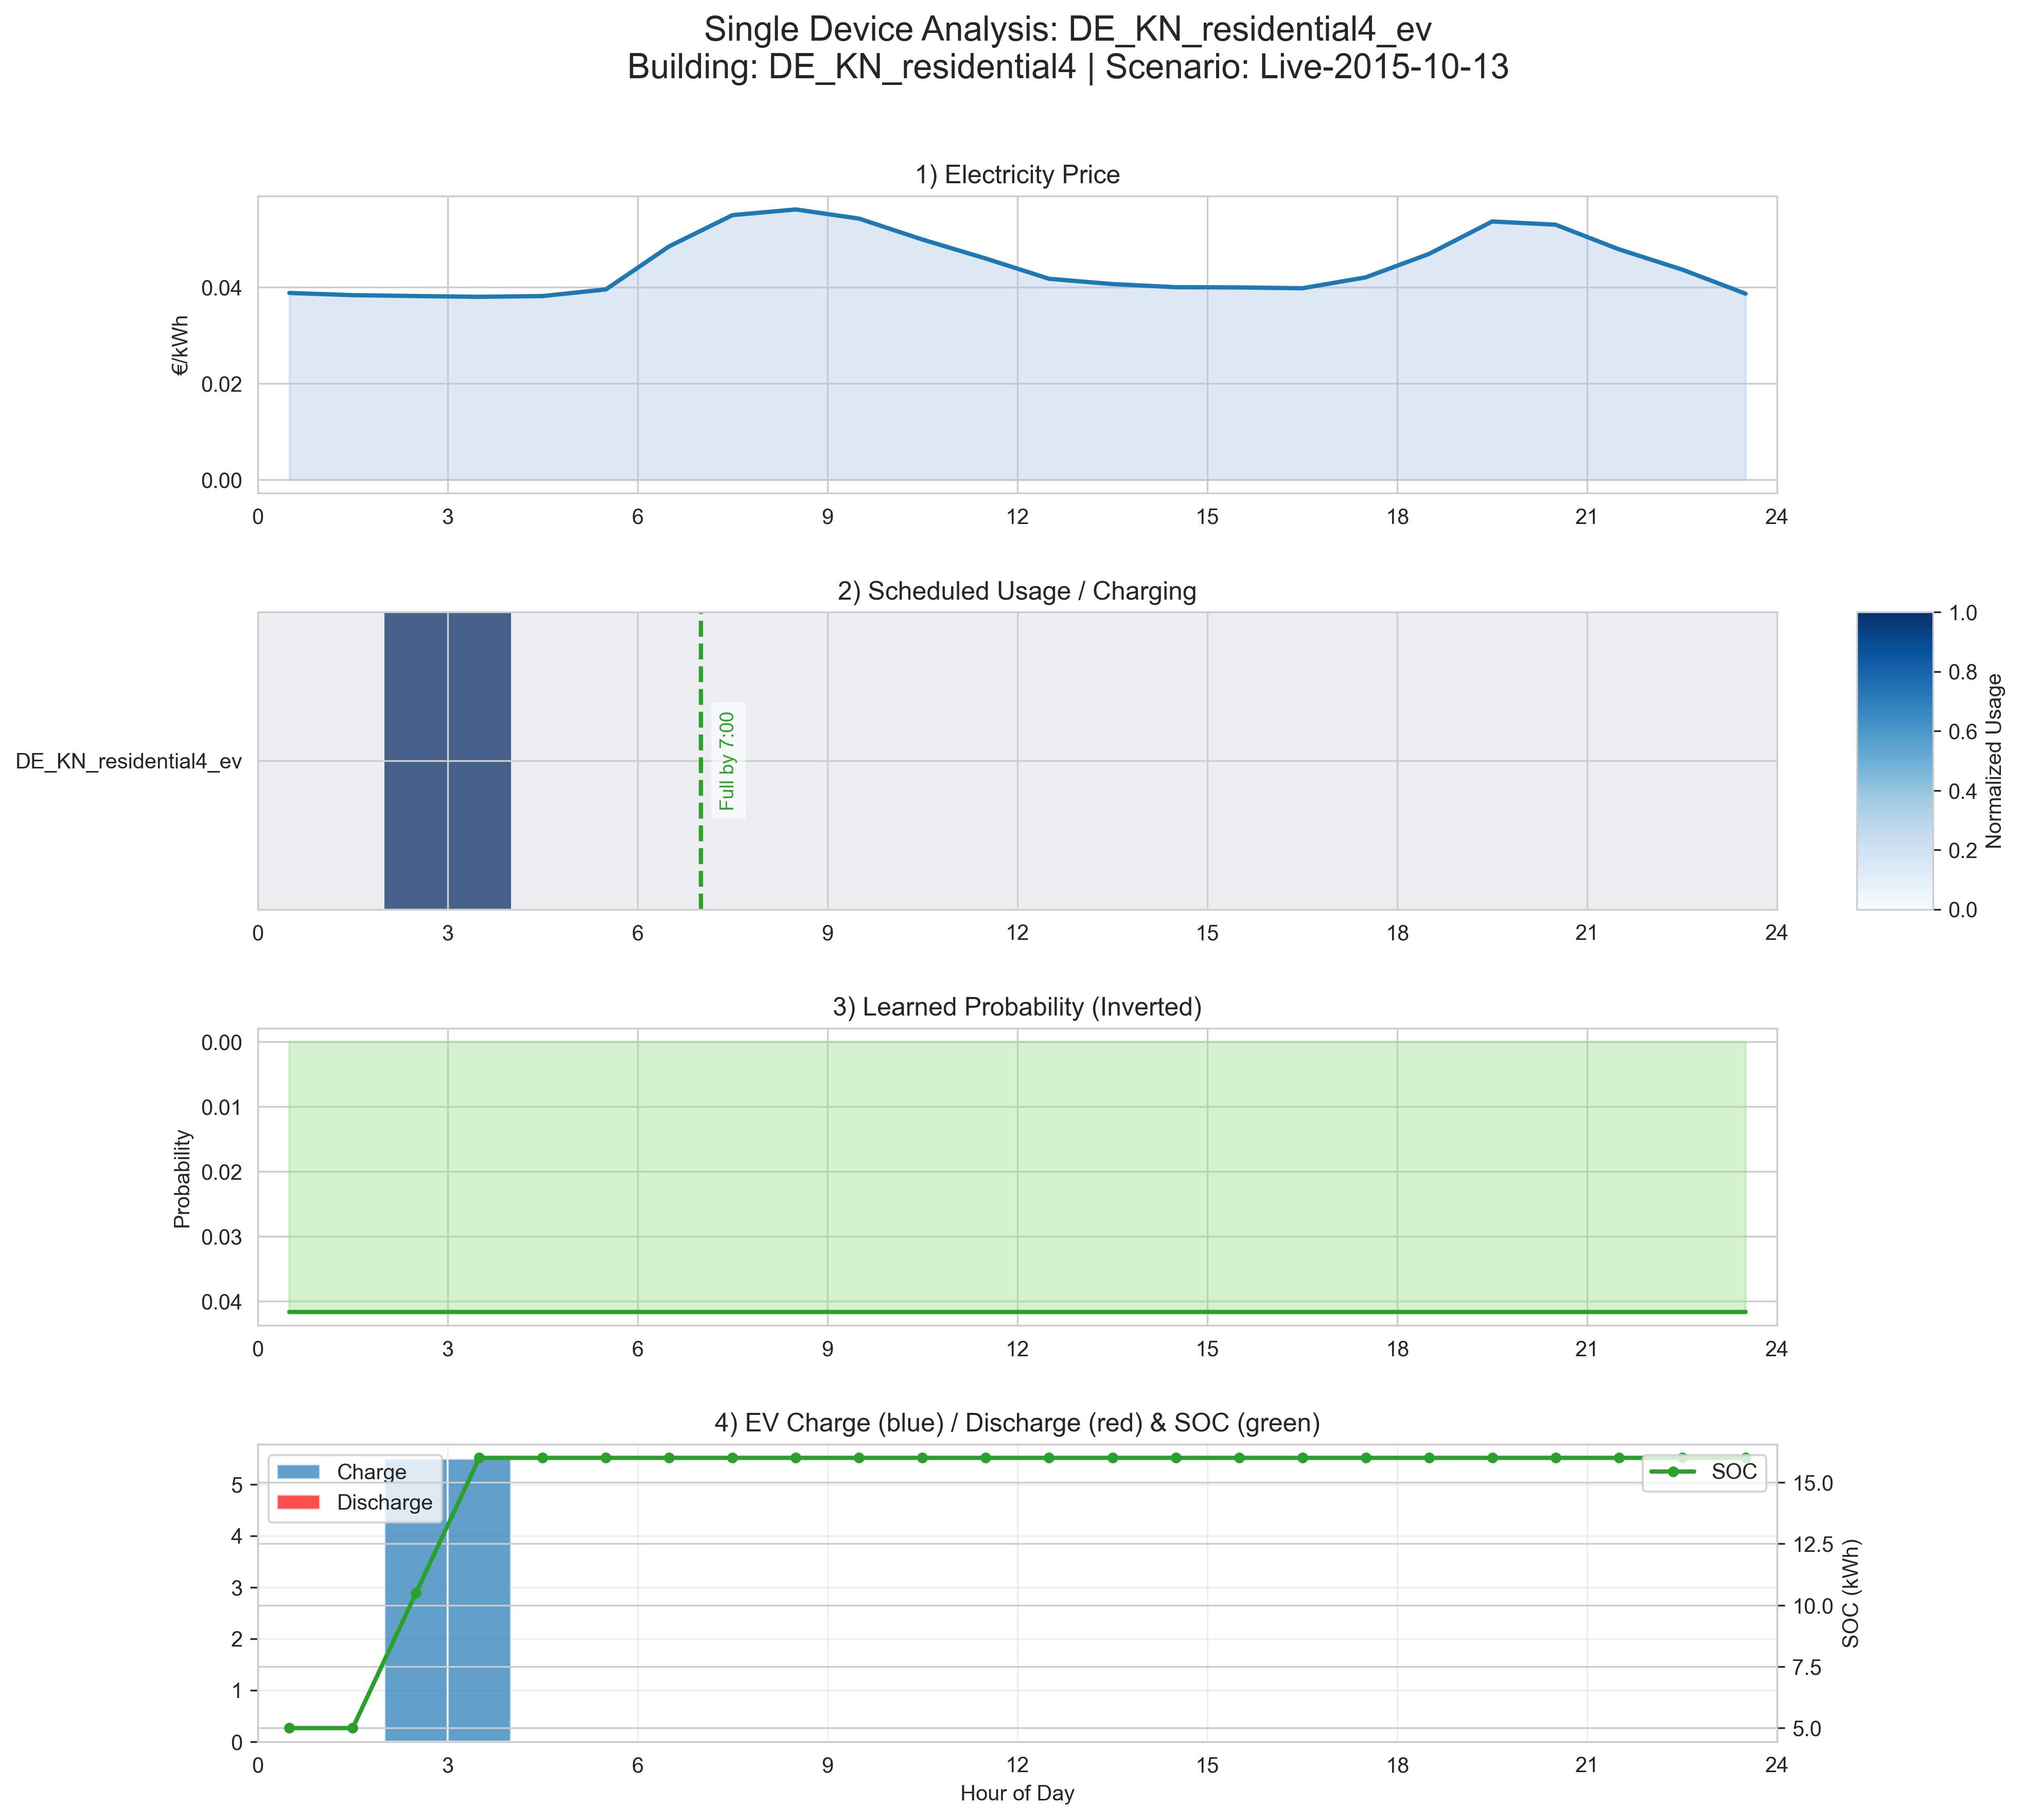 Single Device Analysis: DE_KN_residential4_ev
Building: DE_KN_residential4 | Scenario: Live-2015-10-13
1) Electricity Price
€/kWh
0.04
0.02
0.00
0 3 6 9 12 15 18 21 24
2) Scheduled Usage / Charging
DE_KN_residential4_ev
Full by 7:00
0 3 6 9 12 15 18 21 24
1.0
0.8
0.6
0.4
0.2
0.0
Normalized Usage
3) Learned Probability (Inverted)
Probability
0.00
0.01
0.02
0.03
0.04
0 3 6 9 12 15 18 21 24
4) EV Charge (blue) / Discharge (red) & SOC (green)
Charge
Discharge
SOC
5
4
3
2
1
0
15.0
12.5
10.0
7.5
5.0
SOC (kWh)
0 3 6 9 12 15 18 21 24
Hour of Day